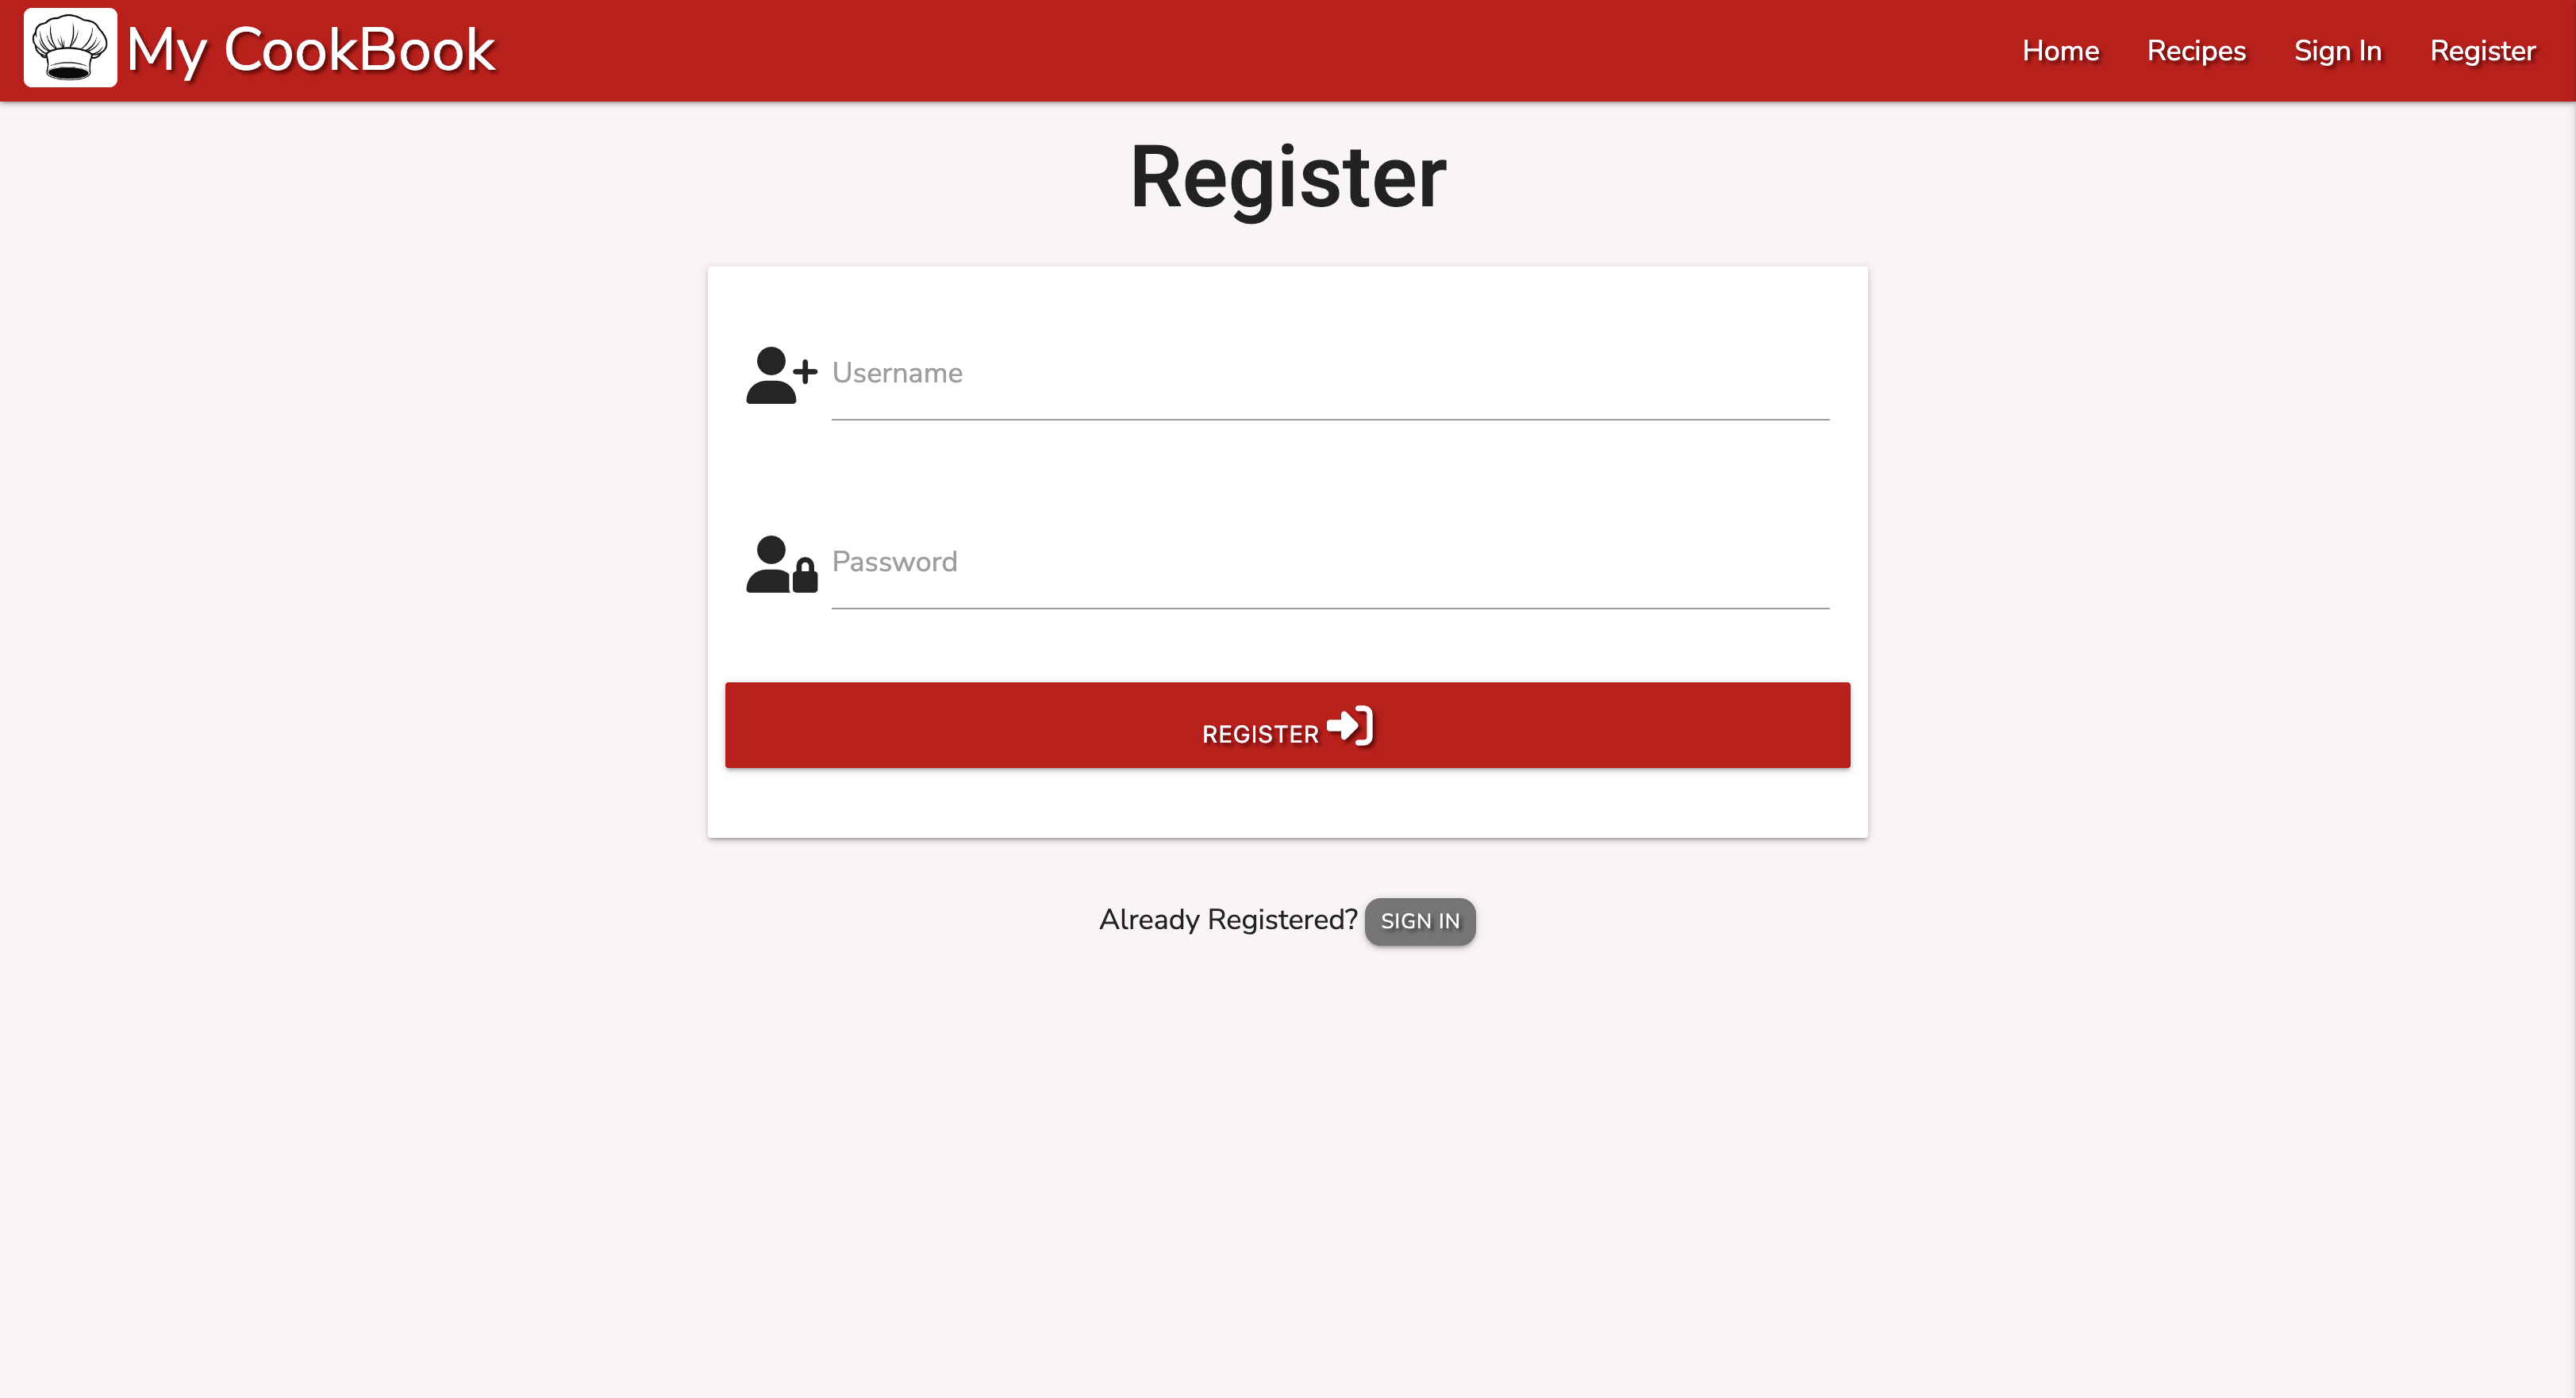 My CookBook
Home Recipes Sign In Register
Register
Username
Password
REGISTER
Already Registered? SIGN IN